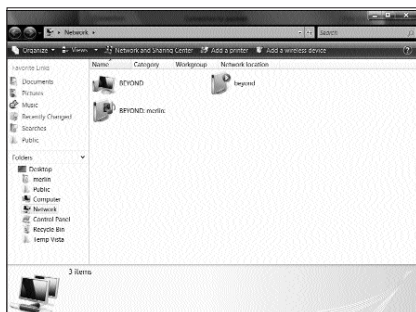 Network
Search
Organize Views Network and Sharing Center Add a printer Add a wireless device
Favorite Links
Name Category Workgroup Network location
Documents
Pictures
Music
Recently Changed
Searches
Public
BEYOND
beyond
BEYOND: merlin:
Folders
Desktop
merlin
Public
Computer
Network
Control Panel
Recycle Bin
Temp Vista
3 items